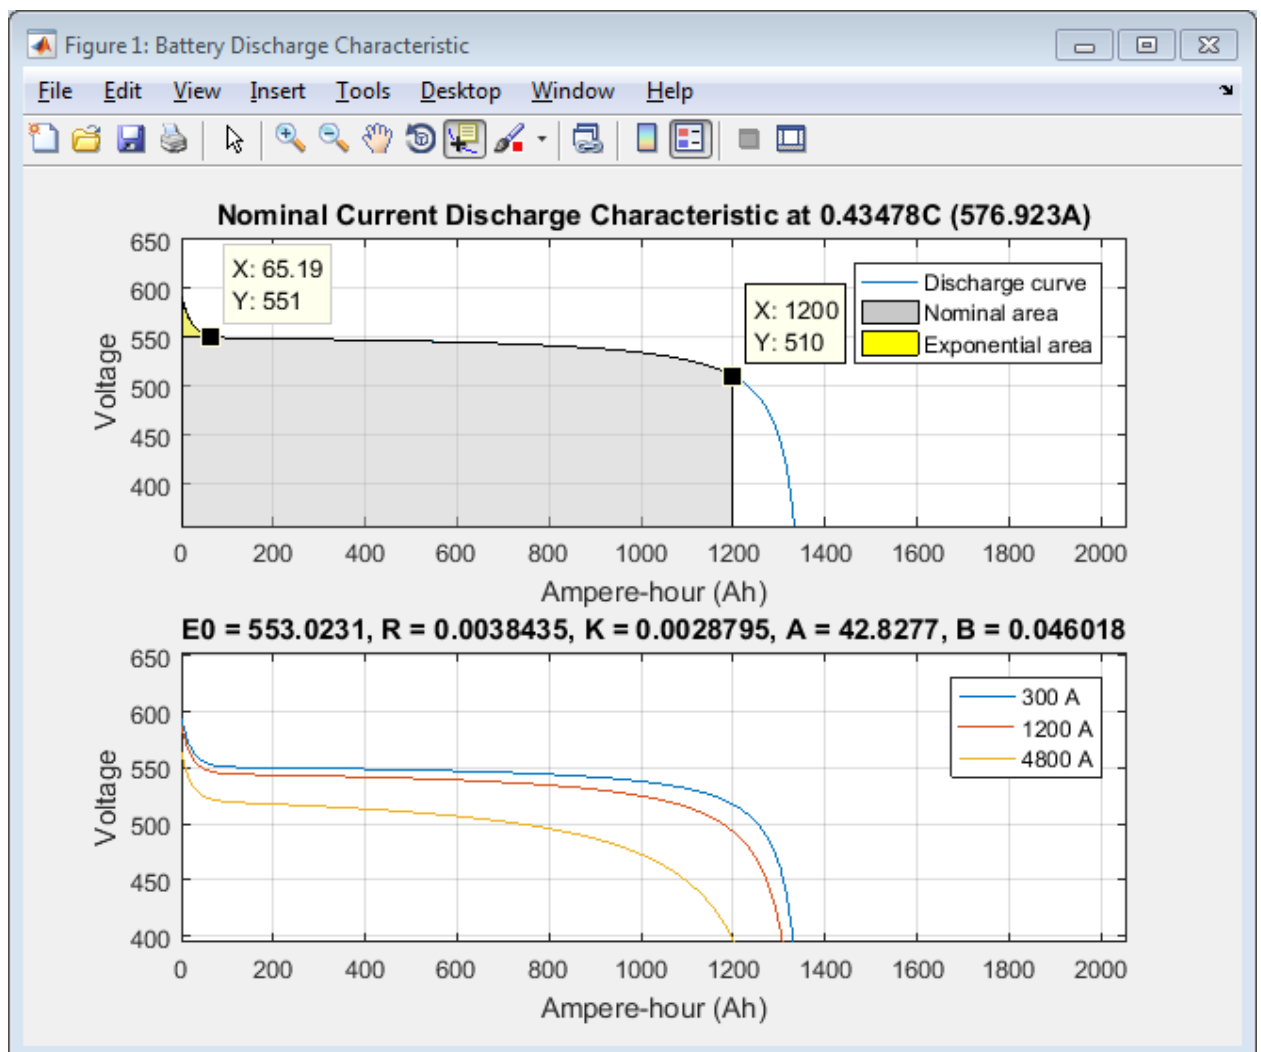 Figure 1: Battery Discharge Characteristic
File Edit View Insert Tools Desktop Window Help
Nominal Current Discharge Characteristic at 0.43478C (576.923A)
650
600
550
500
450
400
Voltage
X: 65.19
Y: 551
X: 1200
Y: 510
Discharge curve
Nominal area
Exponential area
0 200 400 600 800 1000 1200 1400 1600 1800 2000
Ampere-hour (Ah)
E0 = 553.0231, R = 0.0038435, K = 0.0028795, A = 42.8277, B = 0.046018
650
600
550
500
450
400
Voltage
300 A
1200 A
4800 A
0 200 400 600 800 1000 1200 1400 1600 1800 2000
Ampere-hour (Ah)